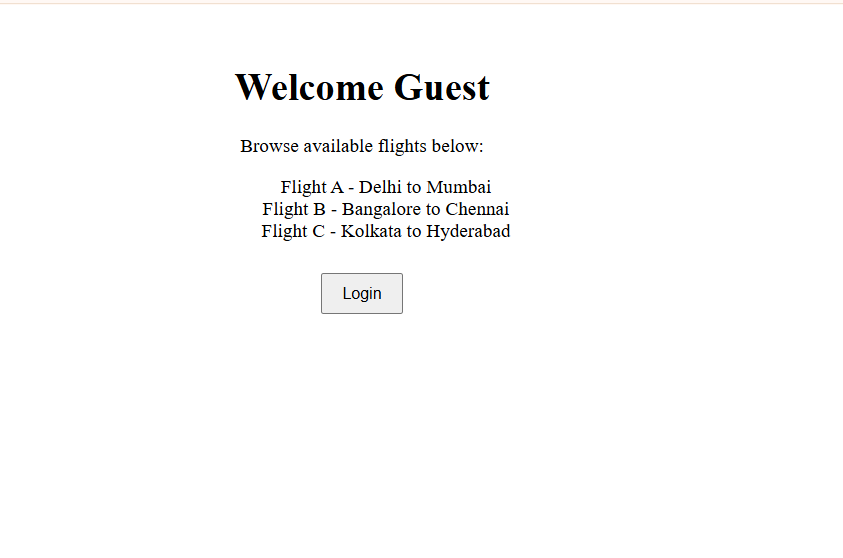 Welcome Guest
Browse available flights below:
Flight A - Delhi to Mumbai
Flight B - Bangalore to Chennai
Flight C - Kolkata to Hyderabad
Login